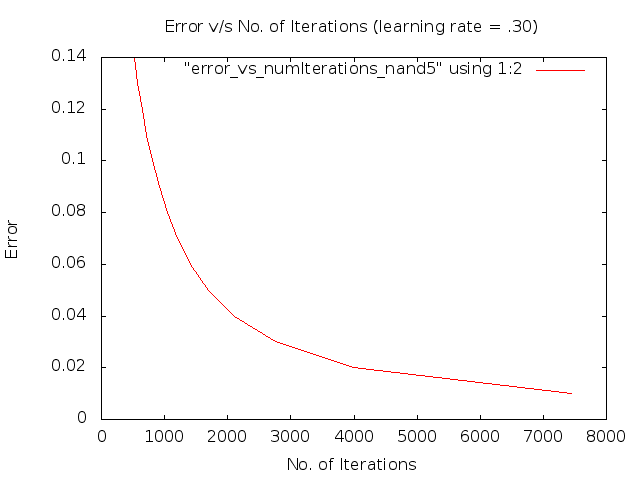 Error v/s No. of Iterations (learning rate = .30)
"error_vs_numIterations_nand5" using 1:2
0.14
0.12
0.1
0.08
0.06
0.04
0.02
0
Error
0 1000 2000 3000 4000 5000 6000 7000 8000
No. of Iterations